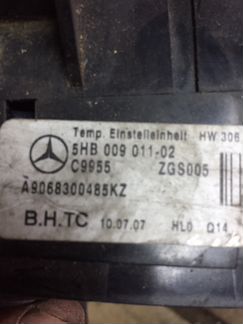 Temp. Einstelleinheit HW 306
5HB 009 011-02
C9955 ZGS005
A9068300485KZ
B.H.TC 10.07.07 HL0 Q14